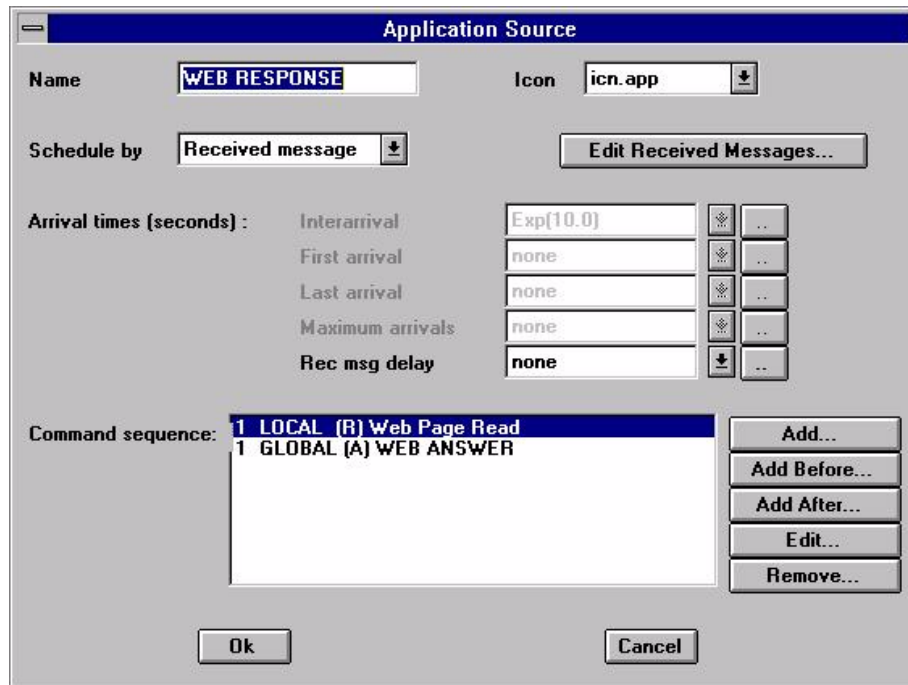 Application Source
Name WEB RESPONSE Icon icn.app
Schedule by Received message Edit Received Messages...
Arrival times (seconds) : Interarrival Exp(10.0) ..
First arrival none ..
Last arrival none ..
Maximum arrivals none ..
Rec msg delay none ..
Command sequence: 1 LOCAL (R) Web Page Read
1 GLOBAL (A) WEB ANSWER
Add...
Add Before...
Add After...
Edit...
Remove...
Ok Cancel